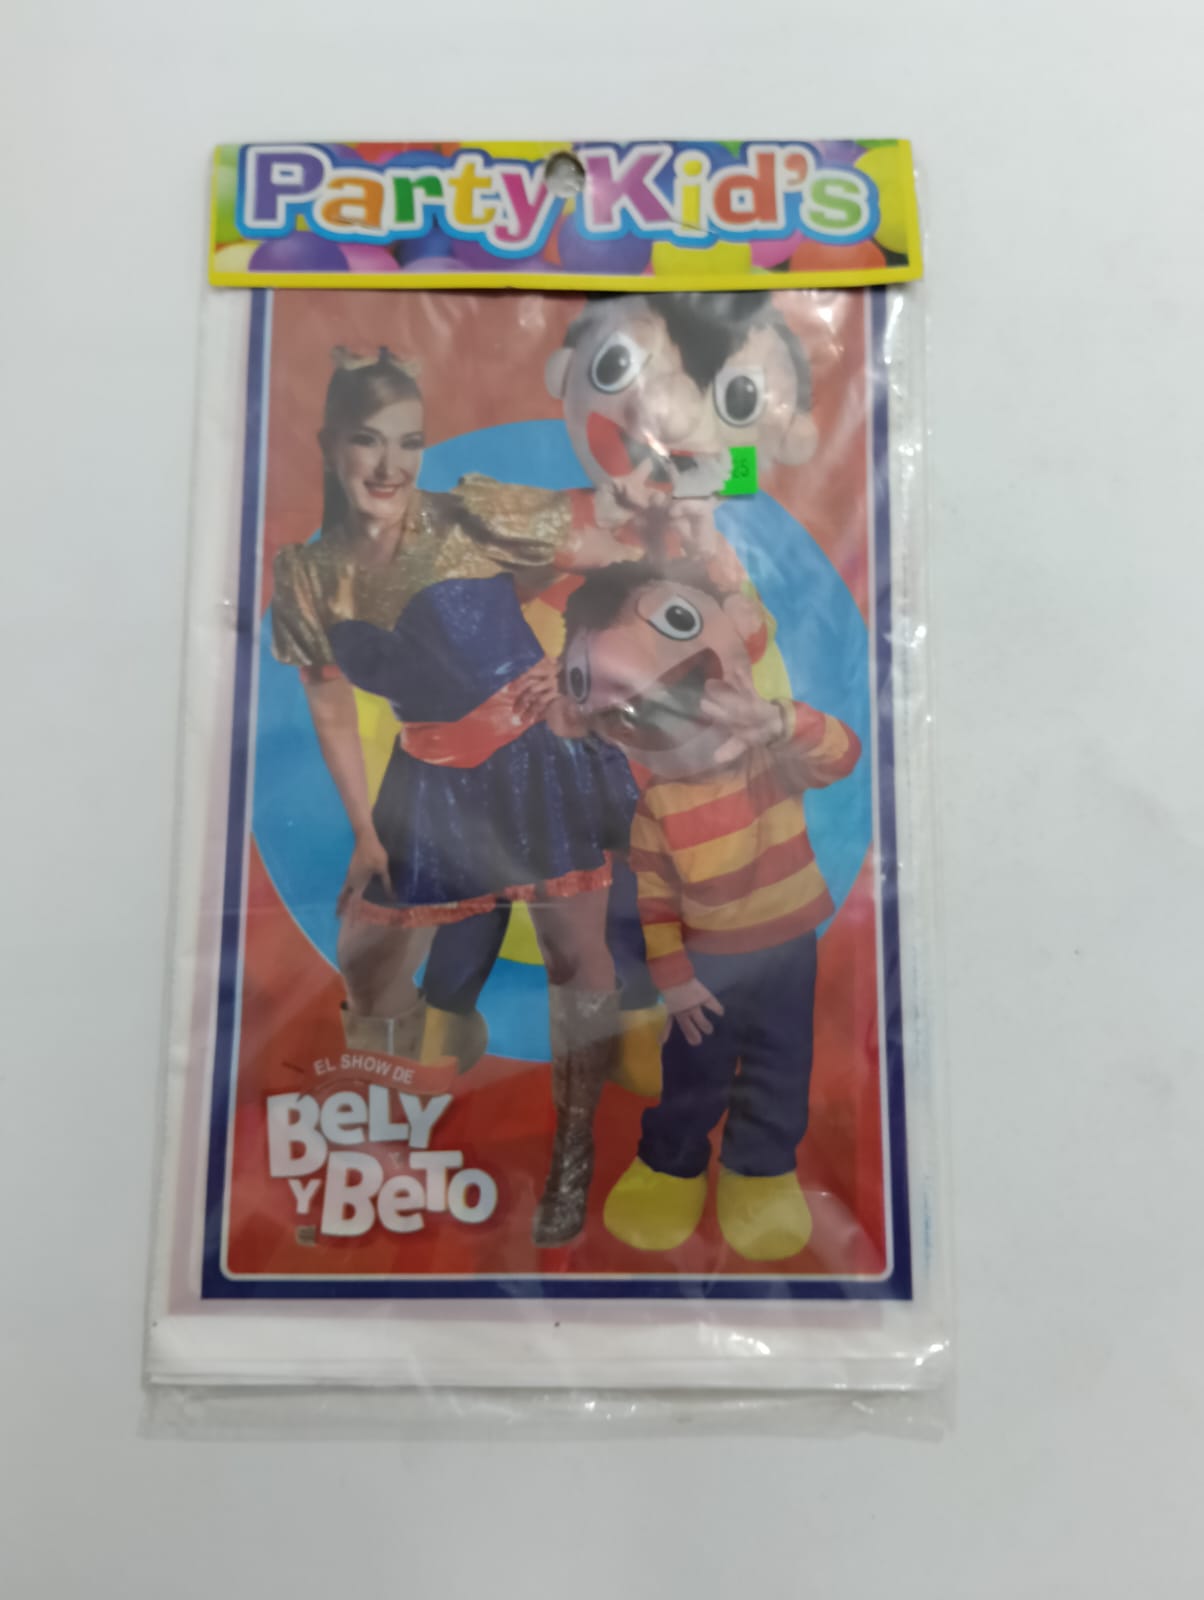 Party Kid's
EL SHOW DE
BeLY
Y BeTO